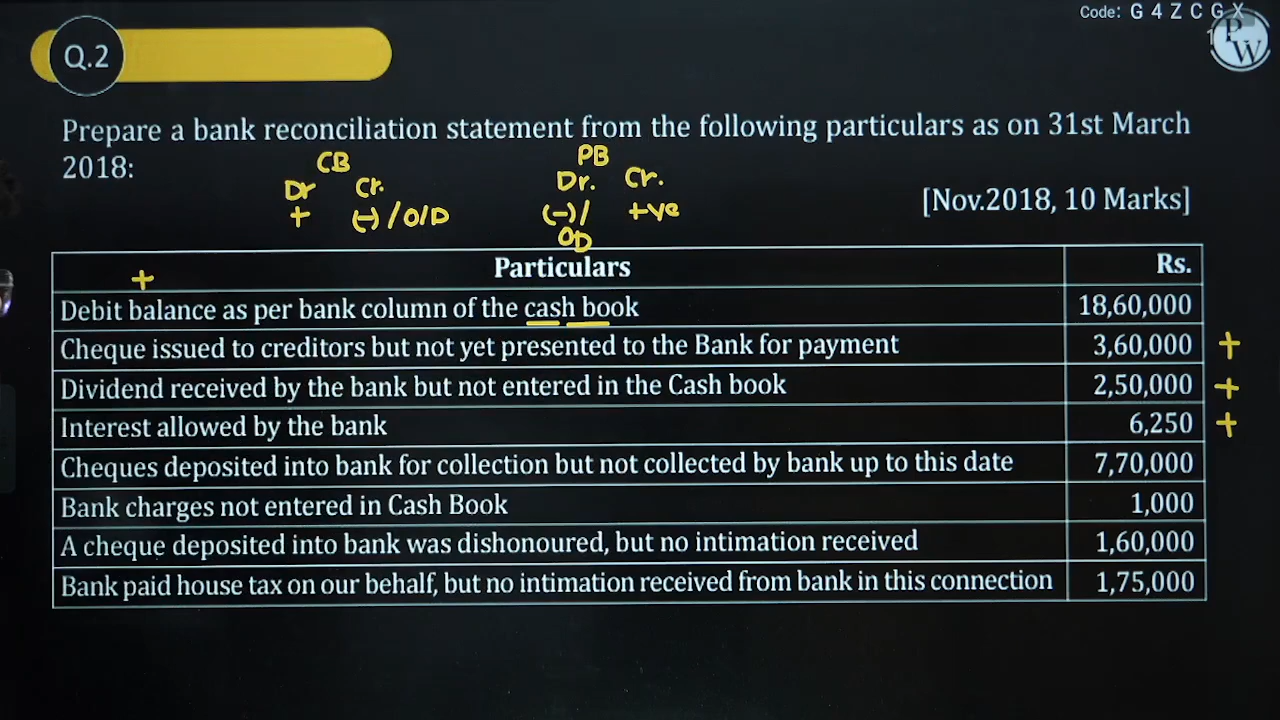 Code: G 4 Z C G X
PW
Q.2
Prepare a bank reconciliation statement from the following particulars as on 31st March
2018:
CB
PB
Dr Cr.
Dr. Cr.
+ (-) / O/D
(-)/ +ve
OD
[Nov.2018, 10 Marks]
+
Particulars Rs.
Debit balance as per bank column of the cash book 18,60,000
Cheque issued to creditors but not yet presented to the Bank for payment 3,60,000 +
Dividend received by the bank but not entered in the Cash book 2,50,000 +
Interest allowed by the bank 6,250 +
Cheques deposited into bank for collection but not collected by bank up to this date 7,70,000
Bank charges not entered in Cash Book 1,000
A cheque deposited into bank was dishonoured, but no intimation received 1,60,000
Bank paid house tax on our behalf, but no intimation received from bank in this connection 1,75,000